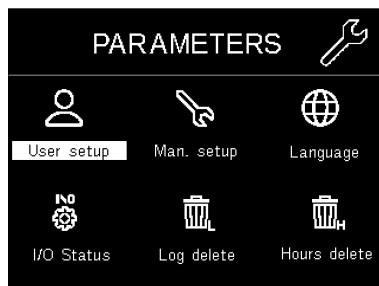 PARAMETERS
User setup
Man. setup
Language
I/O
L
H
I/O Status
Log delete
Hours delete